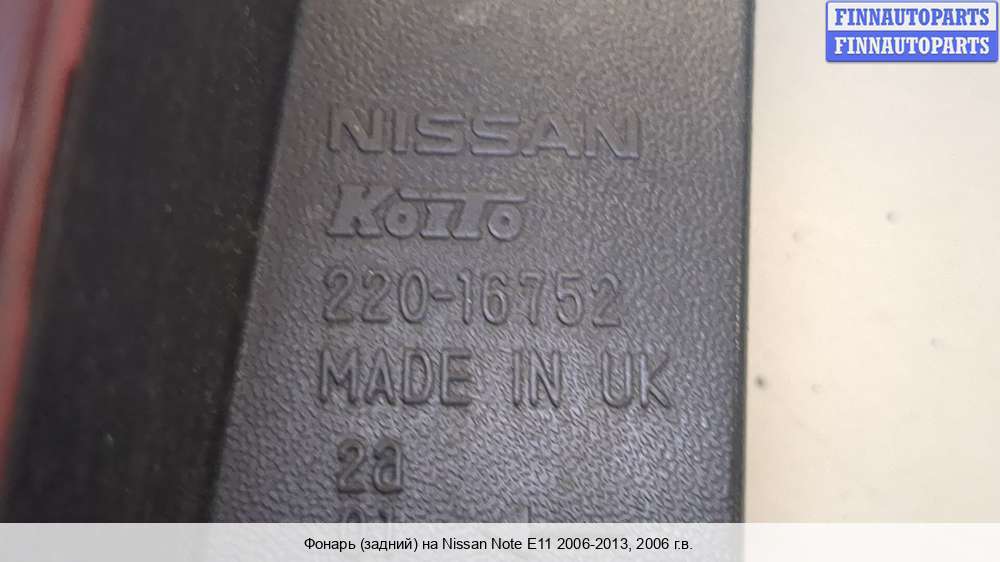 FINNAUTOPARTS
FINNAUTOPARTS
NISSAN
KOITO
220-16752
MADE IN UK
2a
Фонарь (задний) на Nissan Note E11 2006-2013, 2006 г.в.